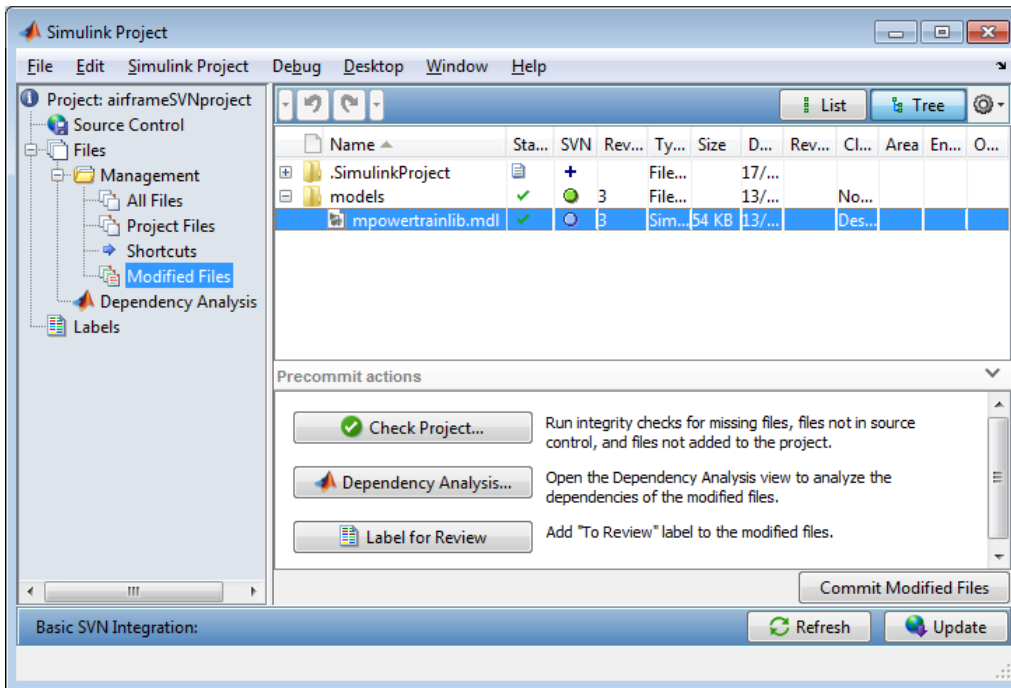 Simulink Project
File Edit Simulink Project Debug Desktop Window Help
Project: airframeSVNproject
Source Control
Files
Management
All Files
Project Files
Shortcuts
Modified Files
Dependency Analysis
Labels
List Tree
Name Sta... SVN Rev... Ty... Size D... Rev... Cl... Area En... O...
.SimulinkProject File... 17/...
models 3 File... 13/... No...
mpowertrainlib.mdl 3 Sim... 54 KB 13/... Des...
Precommit actions
Check Project... Run integrity checks for missing files, files not in source
control, and files not added to the project.
Dependency Analysis... Open the Dependency Analysis view to analyze the
dependencies of the modified files.
Label for Review Add "To Review" label to the modified files.
Commit Modified Files
Basic SVN Integration: Refresh Update